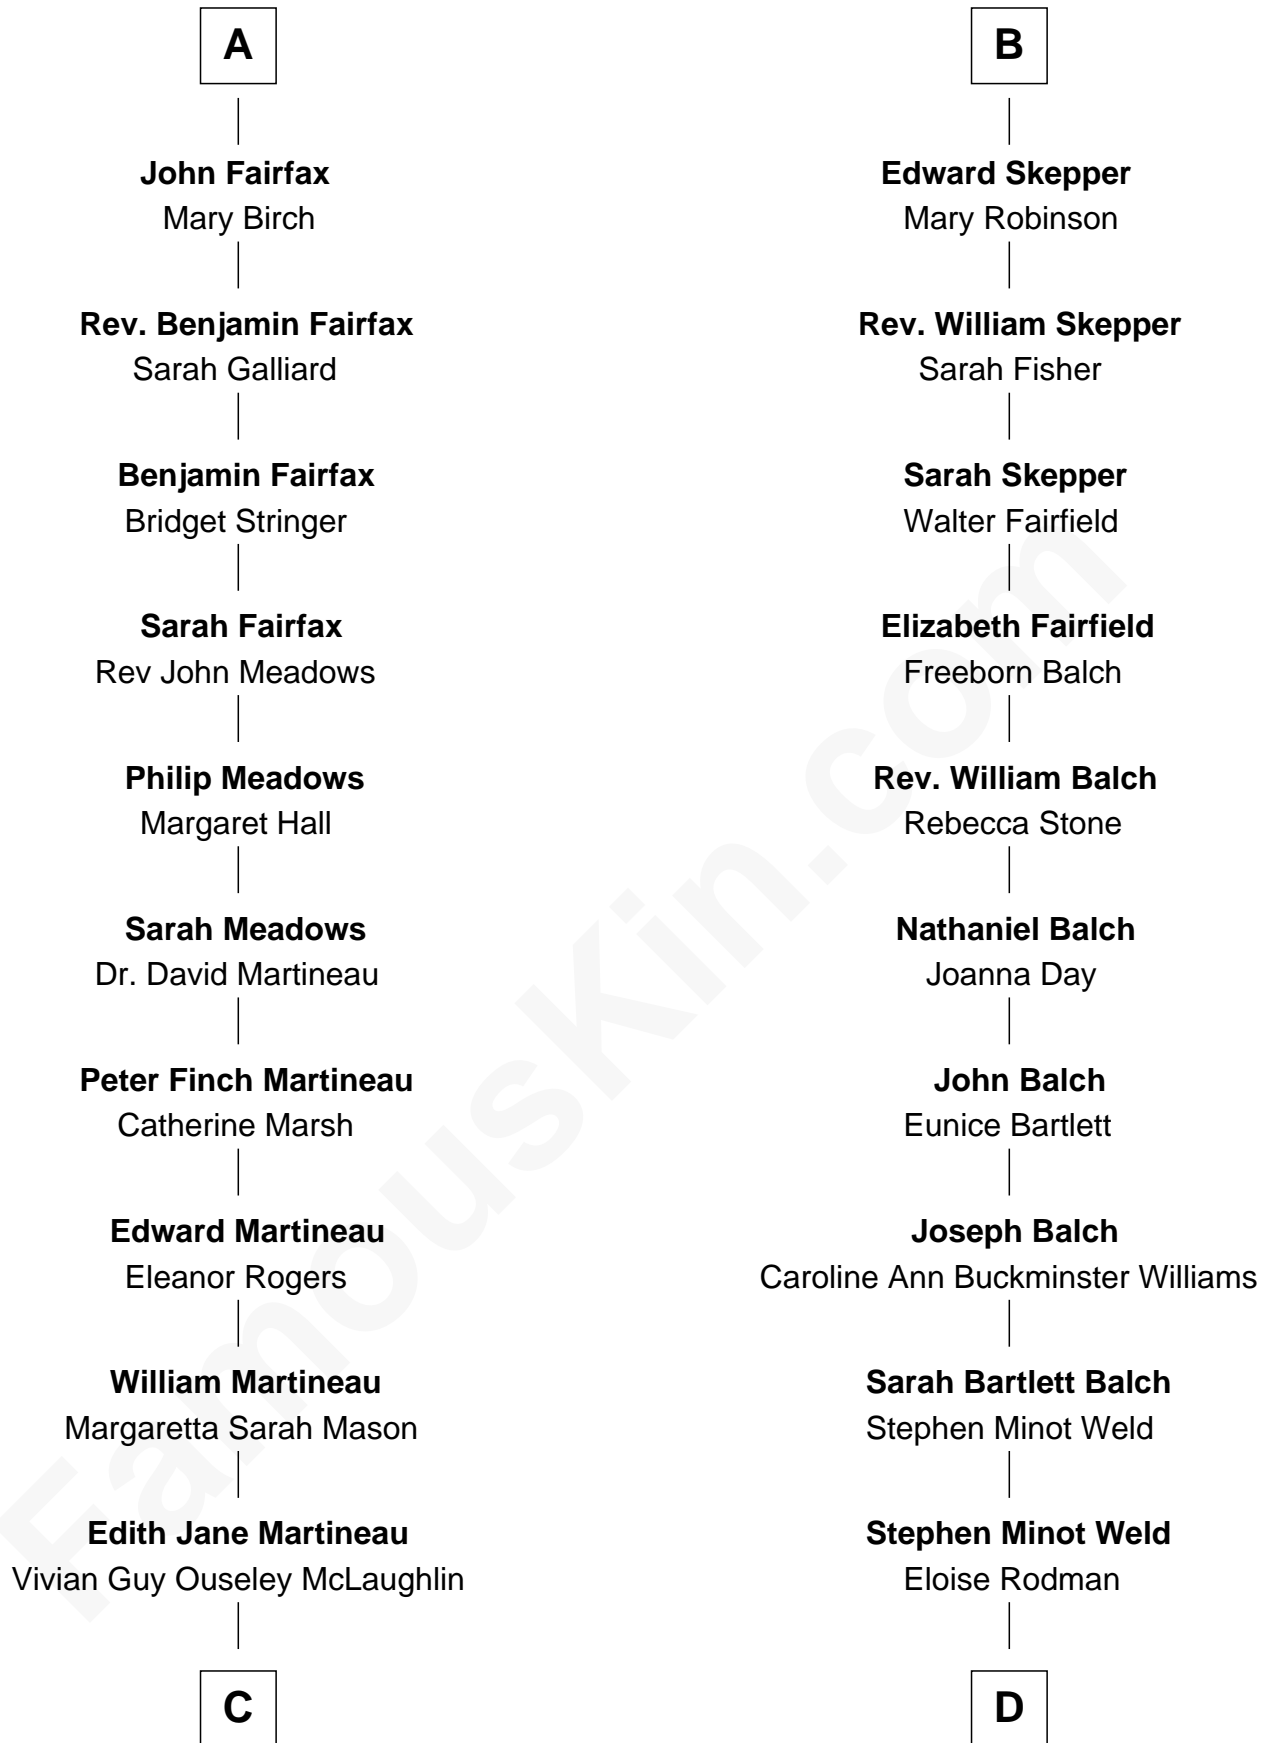 A
John Fairfax
Mary Birch
Rev. Benjamin Fairfax
Sarah Galliard
Benjamin Fairfax
Bridget Stringer
Sarah Fairfax
Rev John Meadows
Philip Meadows
Margaret Hall
Sarah Meadows
Dr. David Martineau
Peter Finch Martineau
Catherine Marsh
Edward Martineau
Eleanor Rogers
William Martineau
Margaretta Sarah Mason
Edith Jane Martineau
Vivian Guy Ouseley McLaughlin
C
B
Edward Skepper
Mary Robinson
Rev. William Skepper
Sarah Fisher
Sarah Skepper
Walter Fairfield
Elizabeth Fairfield
Freeborn Balch
Rev. William Balch
Rebecca Stone
Nathaniel Balch
Joanna Day
John Balch
Eunice Bartlett
Joseph Balch
Caroline Ann Buckminster Williams
Sarah Bartlett Balch
Stephen Minot Weld
Stephen Minot Weld
Eloise Rodman
D
FamousKin.com